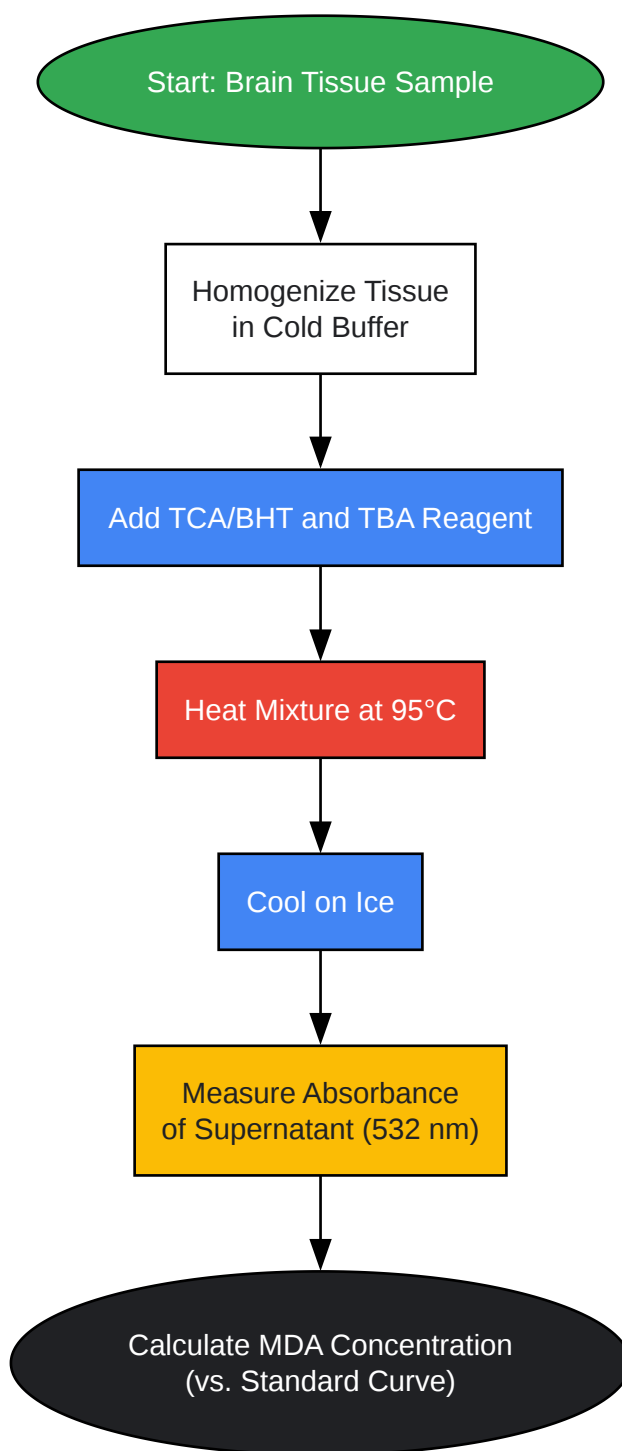 Start: Brain Tissue Sample
Homogenize Tissue
in Cold Buffer
Add TCA/BHT and TBA Reagent
Heat Mixture at 95°C
Cool on Ice
Measure Absorbance
of Supernatant (532 nm)
Calculate MDA Concentration
(vs. Standard Curve)